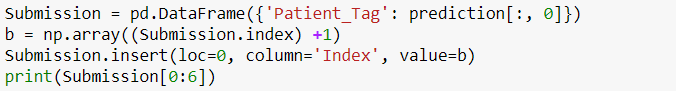 Submission = pd.DataFrame({'Patient_Tag': prediction[:, 0]})
b = np.array((Submission.index) +1)
Submission.insert(loc=0, column='Index', value=b)
print(Submission[0:6])